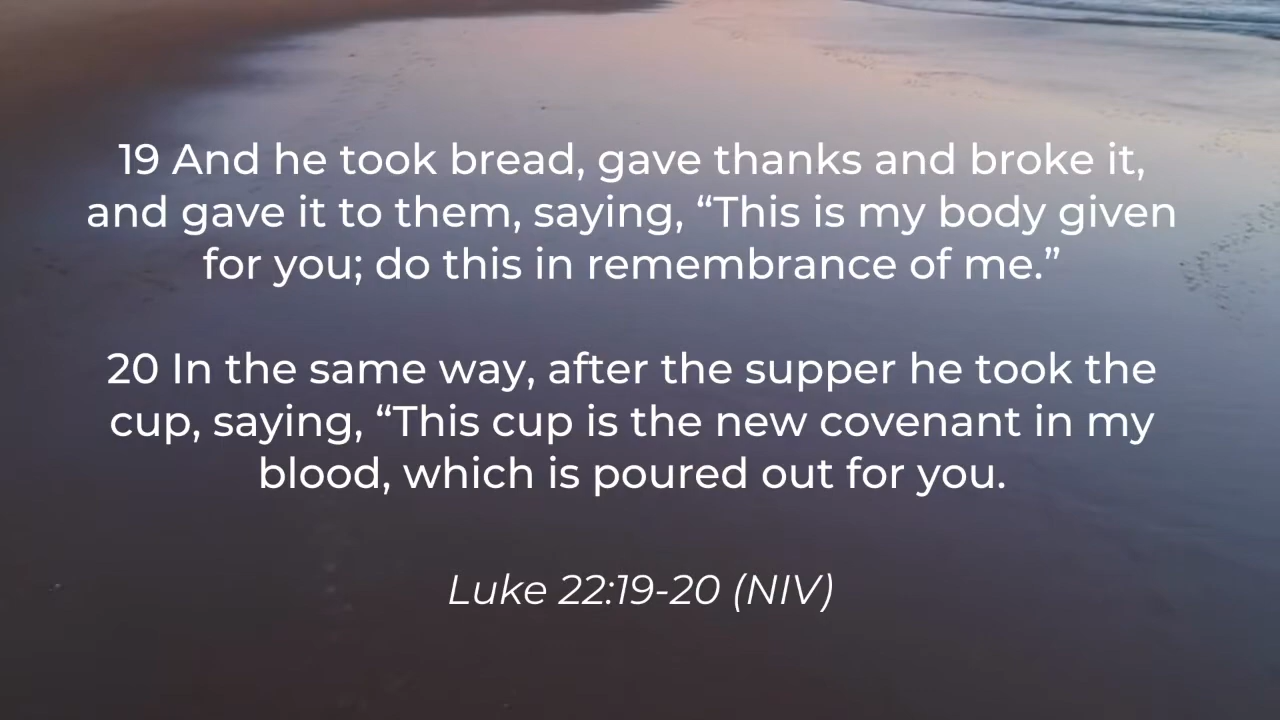 19 And he took bread, gave thanks and broke it,
and gave it to them, saying, “This is my body given
for you; do this in remembrance of me.”
20 In the same way, after the supper he took the
cup, saying, “This cup is the new covenant in my
blood, which is poured out for you.
Luke 22:19-20 (NIV)